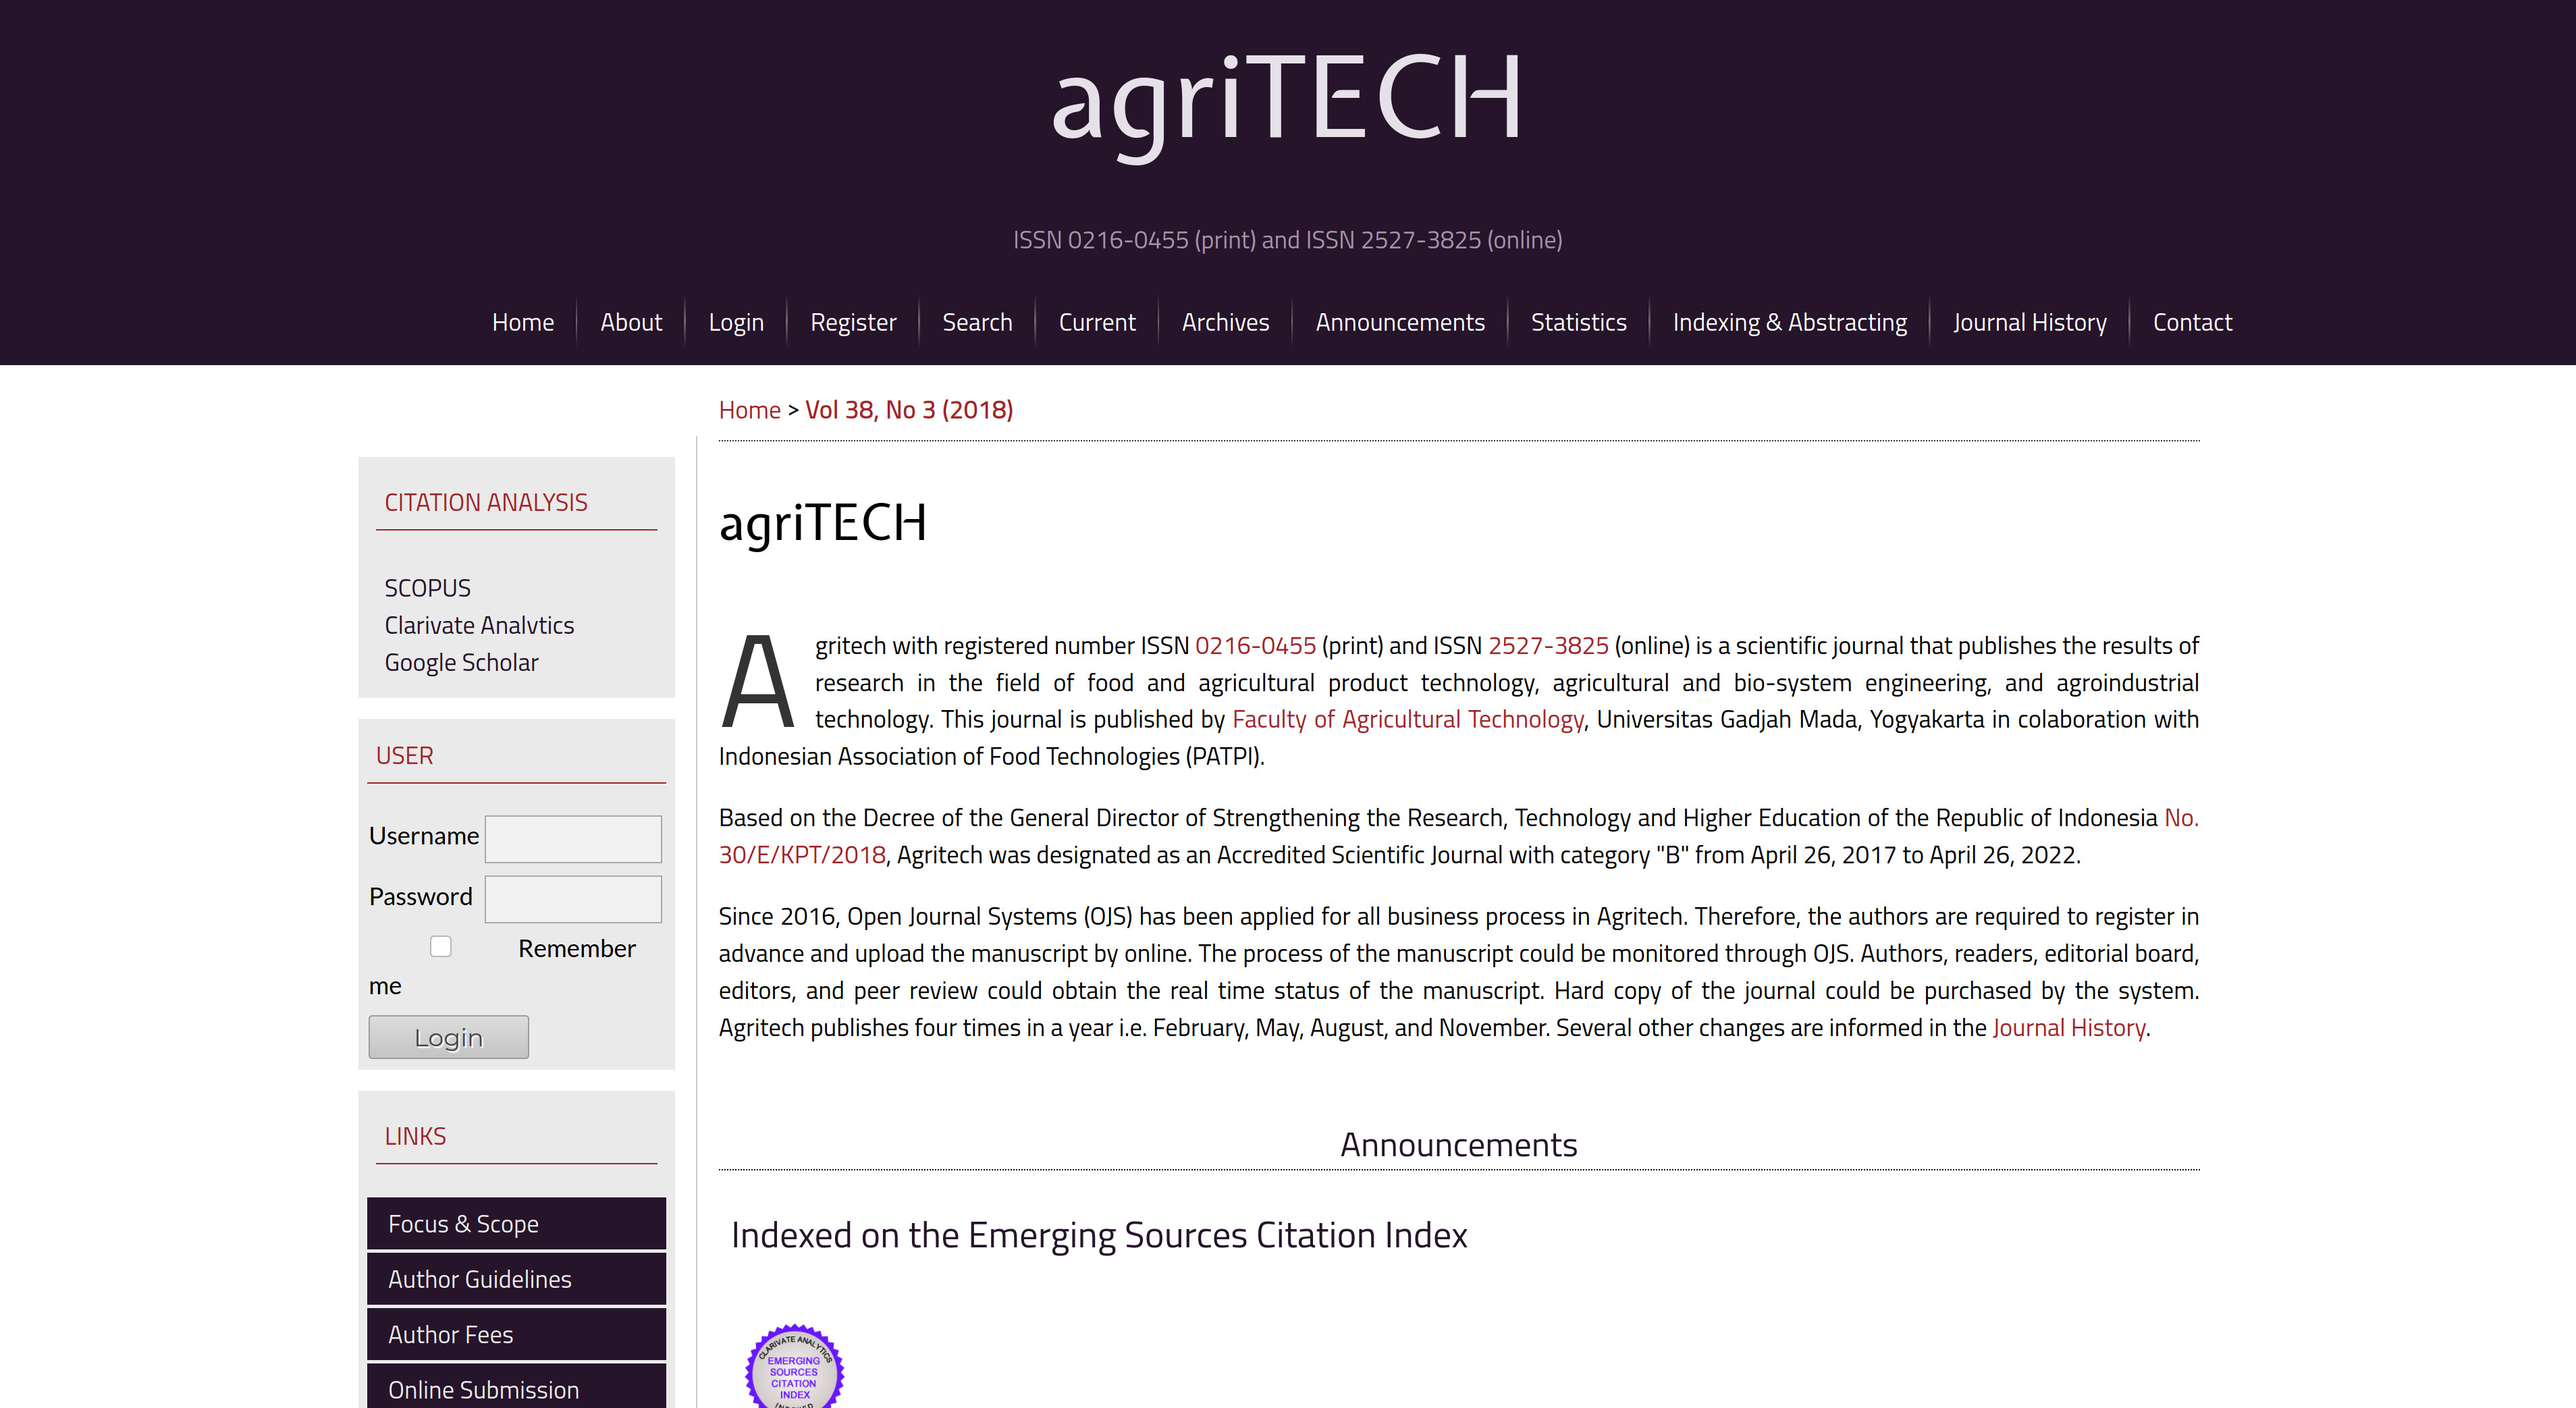 agriTECH
ISSN 0216-0455 (print) and ISSN 2527-3825 (online)
Home About Login Register Search Current Archives Announcements Statistics Indexing & Abstracting Journal History Contact
Home > Vol 38, No 3 (2018)
CITATION ANALYSIS
SCOPUS
Clarivate Analytics
Google Scholar
USER
Username
Password
Remember
me
Login
LINKS
Focus & Scope
Author Guidelines
Author Fees
Online Submission
agriTECH
Agritech with registered number ISSN 0216-0455 (print) and ISSN 2527-3825 (online) is a scientific journal that publishes the results of
research in the field of food and agricultural product technology, agricultural and bio-system engineering, and agroindustrial
technology. This journal is published by Faculty of Agricultural Technology, Universitas Gadjah Mada, Yogyakarta in colaboration with
Indonesian Association of Food Technologies (PATPI).
Based on the Decree of the General Director of Strengthening the Research, Technology and Higher Education of the Republic of Indonesia No.
30/E/KPT/2018, Agritech was designated as an Accredited Scientific Journal with category "B" from April 26, 2017 to April 26, 2022.
Since 2016, Open Journal Systems (OJS) has been applied for all business process in Agritech. Therefore, the authors are required to register in
advance and upload the manuscript by online. The process of the manuscript could be monitored through OJS. Authors, readers, editorial board,
editors, and peer review could obtain the real time status of the manuscript. Hard copy of the journal could be purchased by the system.
Agritech publishes four times in a year i.e. February, May, August, and November. Several other changes are informed in the Journal History.
Announcements
Indexed on the Emerging Sources Citation Index
CLARIVATE ANALYTICS
EMERGING
SOURCES
CITATION
INDEX